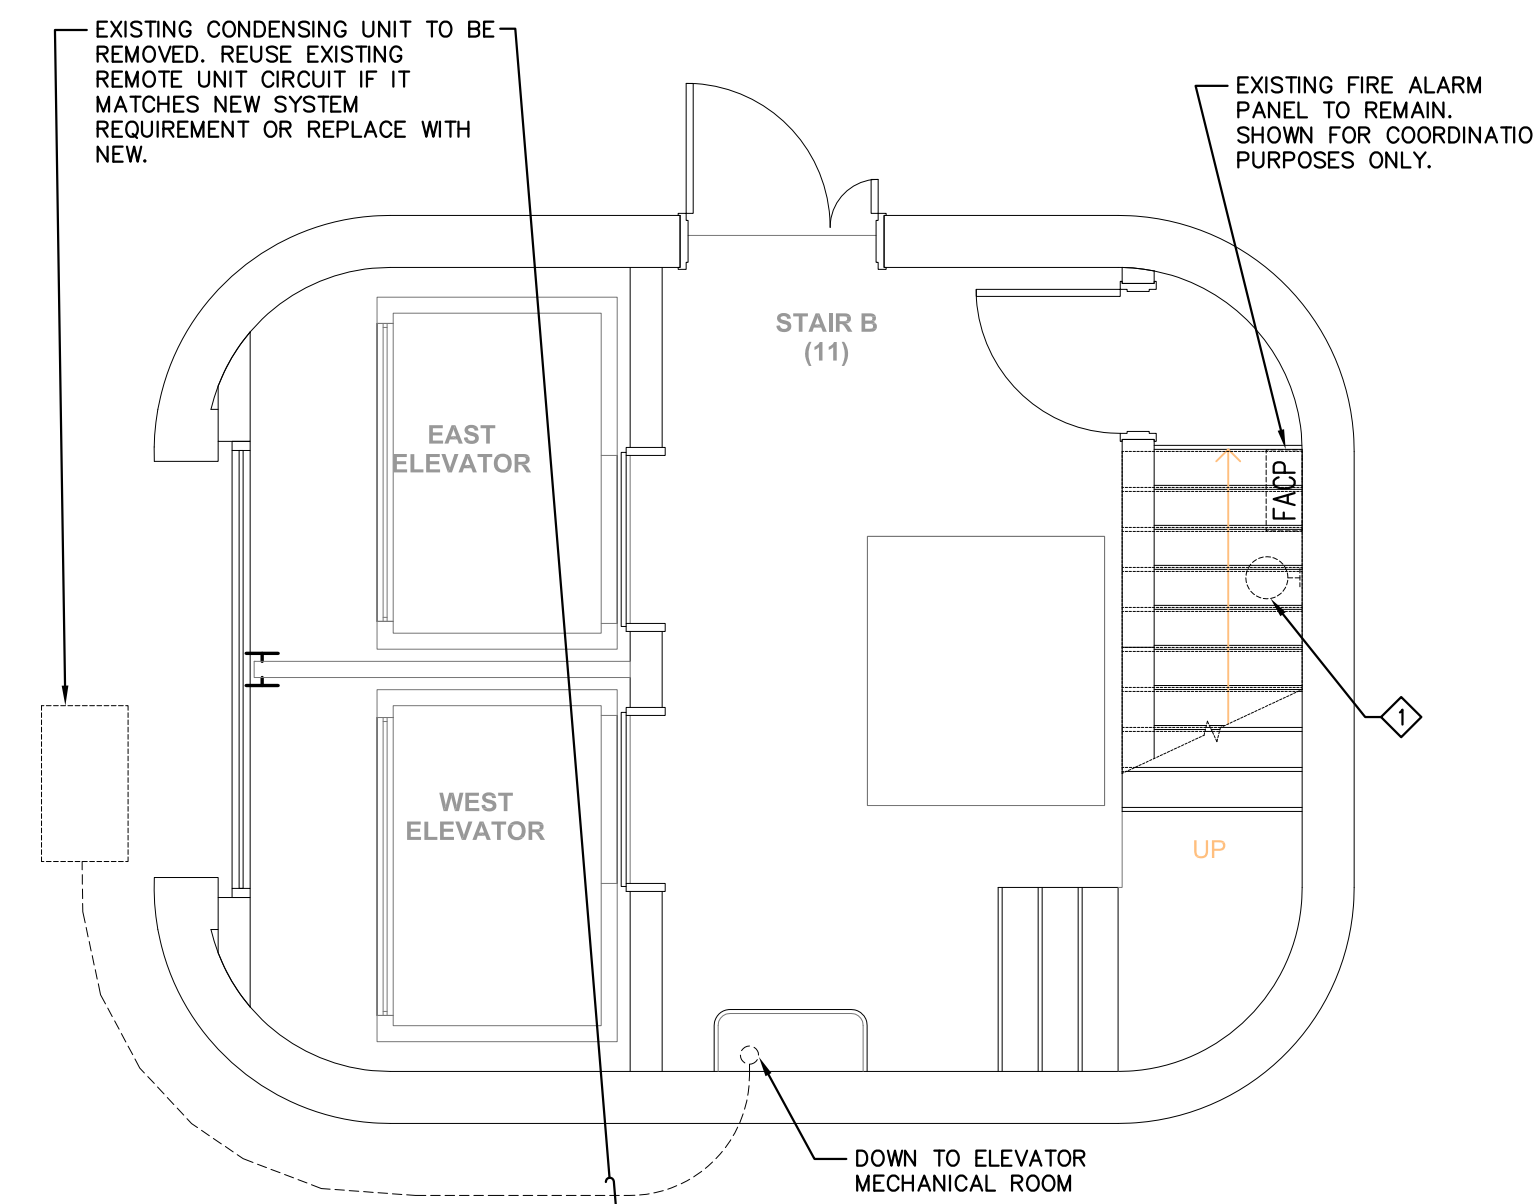 EXISTING CONDENSING UNIT TO BE
REMOVED. REUSE EXISTING
REMOTE UNIT CIRCUIT IF IT
MATCHES NEW SYSTEM
REQUIREMENT OR REPLACE WITH
NEW.
EXISTING FIRE ALARM
PANEL TO REMAIN.
SHOWN FOR COORDINATIO
PURPOSES ONLY.
STAIR B
(11)
EAST
ELEVATOR
FACP
1
WEST
ELEVATOR
UP
DOWN TO ELEVATOR
MECHANICAL ROOM